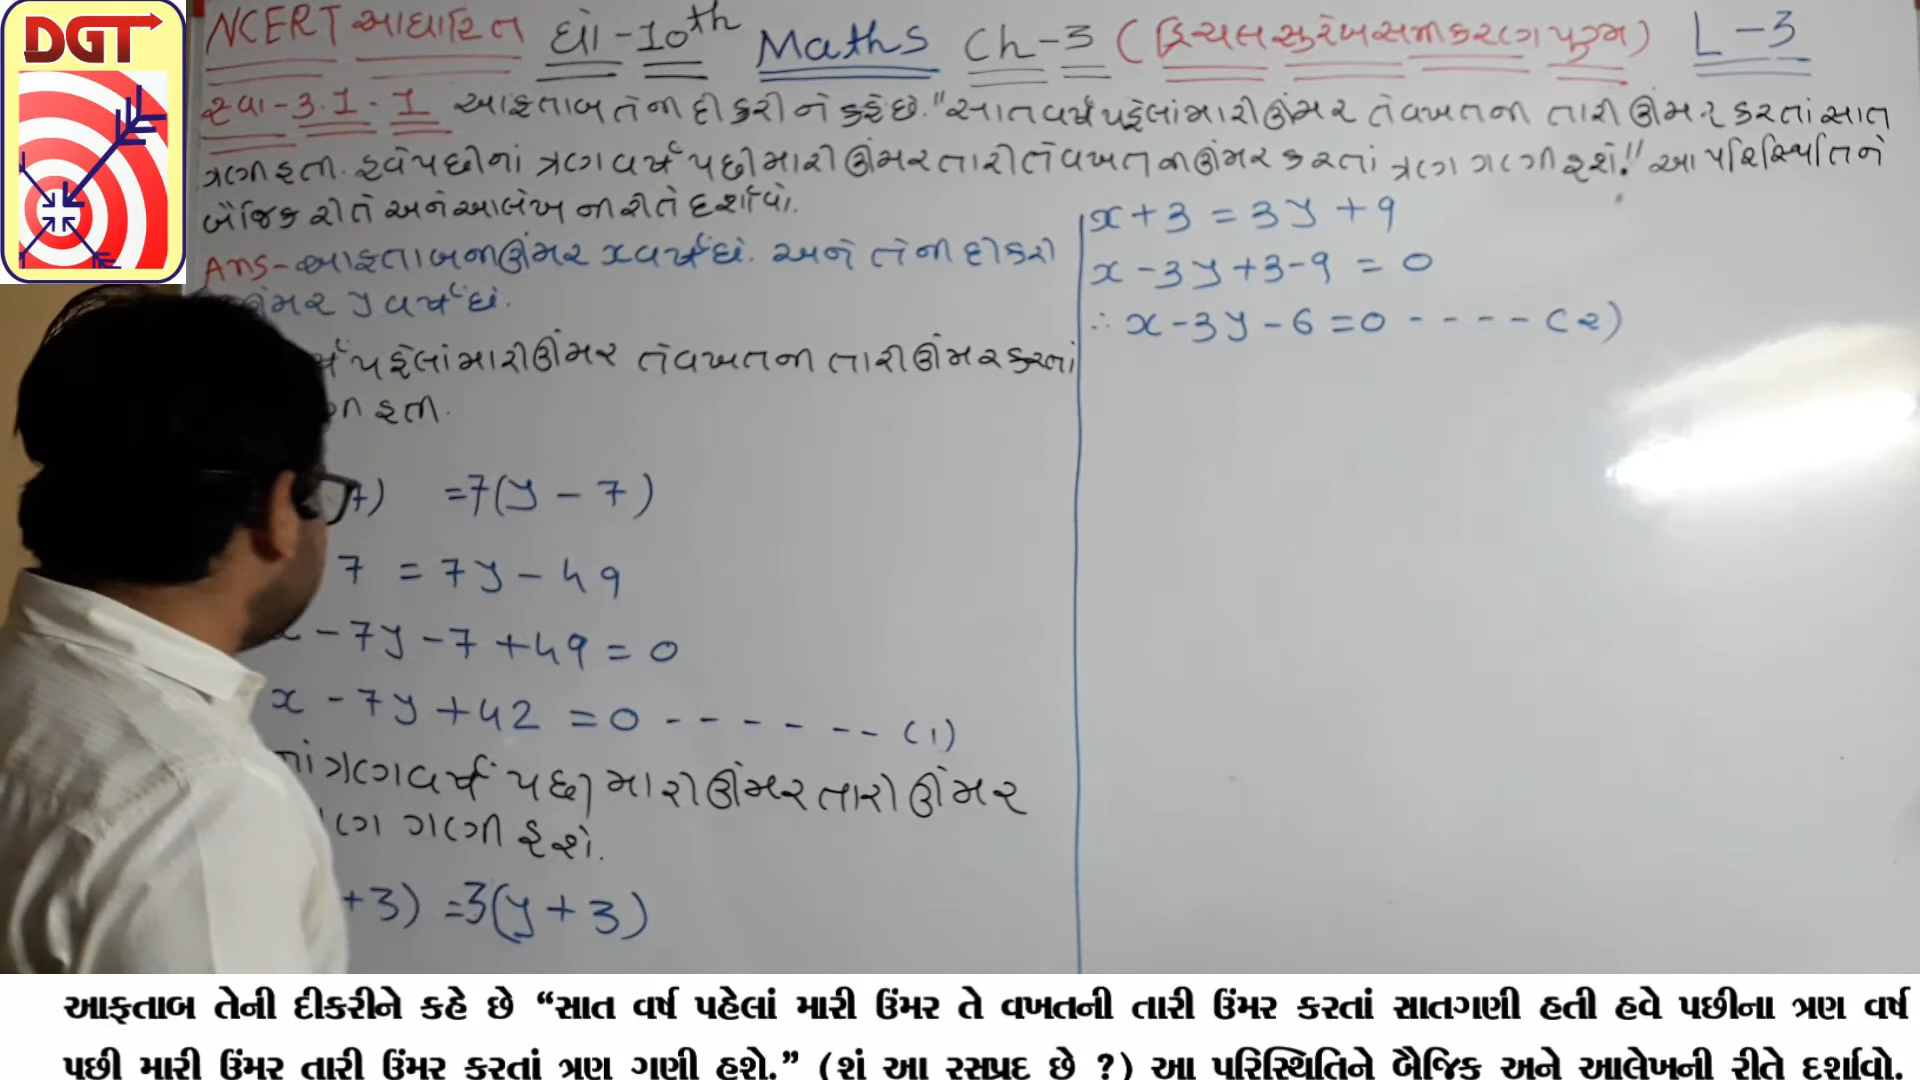 DGT
NCERT આધારિત ધો-10th Maths Ch-3 (દ્વિચલ સુરેખ સમીકરણ યુગ્મ) L-3
સ્વા-3.1-1 આફતાબ તેની દીકરીને કહે છે. "સાત વર્ષ પહેલાં મારી ઊંમર તે વખતની તારી ઊંમર કરતાં સાત
ગણી હતી. હવે પછીનાં ત્રણ વર્ષ પછી મારી ઊંમર તારી તે વખતની ઊંમર કરતાં ત્રણ ગણી હશે!" આ પરિસ્થિતિને
બૈજિક રીતે અને આલેખની રીતે દર્શાવો.
Ans- આફતાબની ઊંમર x વર્ષ છે. અને તેની દીકરી
ઊંમર y વર્ષ છે.
પહેલાં મારી ઊંમર તે વખતની તારી ઊંમર કરતાં
હતી.
7) =7(y - 7)
7 = 7y - 49
x - 7y - 7 + 49 = 0
x - 7y + 42 = 0 - - - - - - (1)
નાં ત્રણ વર્ષ પછી મારી ઊંમર તારી ઊંમર
ગણી હશે.
+3) =3(y + 3)
x + 3 = 3y + 9
x - 3y + 3 - 9 = 0
∴ x - 3y - 6 = 0 - - - - (2)
આફતાબ તેની દીકરીને કહે છે “સાત વર્ષ પહેલાં મારી ઉંમર તે વખતની તારી ઉંમર કરતાં સાતગણી હતી હવે પછીના ત્રણ વર્ષ
પછી મારી ઉંમર તારી ઉંમર કરતાં ત્રણ ગણી હશે.” (શું આ રસપ્રદ છે ?) આ પરિસ્થિતિને બૈજિક અને આલેખની રીતે દર્શાવો.